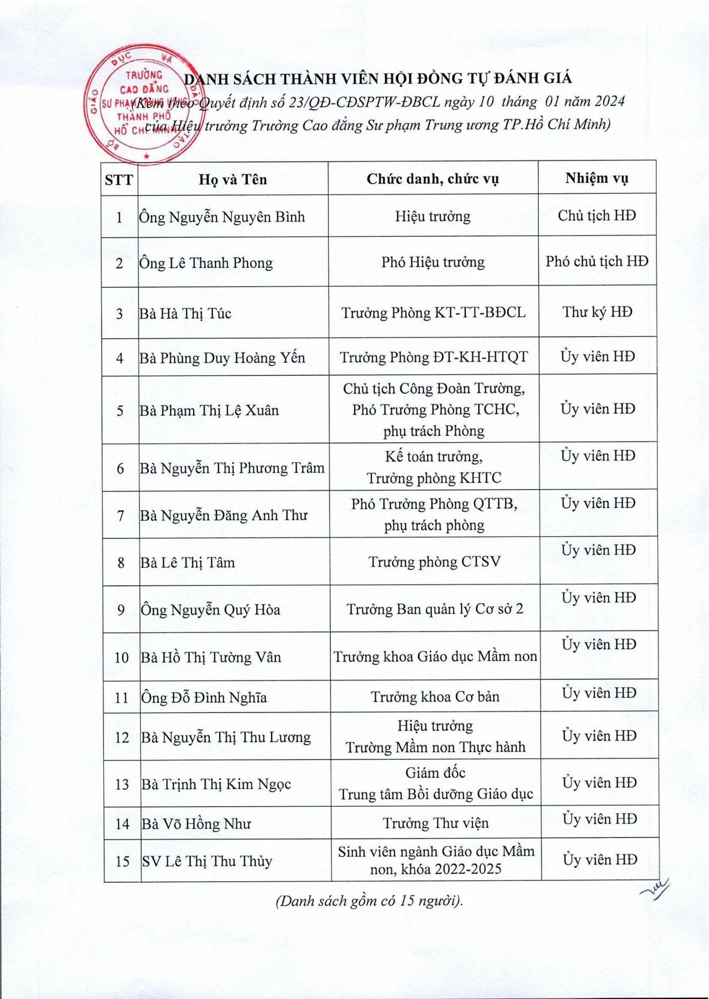 BỘ GIÁO DỤC VÀ ĐÀO TẠO
TRƯỜNG
CAO ĐẲNG
SƯ PHẠM TRUNG ƯƠNG
THÀNH PHỐ
HỒ CHÍ MINH
DANH SÁCH THÀNH VIÊN HỘI ĐỒNG TỰ ĐÁNH GIÁ
(Kèm theo Quyết định số 23/QĐ-CĐSPTW-ĐBCL ngày 10 tháng 01 năm 2024
của Hiệu trưởng Trường Cao đẳng Sư phạm Trung ương TP.Hồ Chí Minh)
STT Họ và Tên Chức danh, chức vụ Nhiệm vụ
1 Ông Nguyễn Nguyên Bình Hiệu trưởng Chủ tịch HĐ
2 Ông Lê Thanh Phong Phó Hiệu trưởng Phó chủ tịch HĐ
3 Bà Hà Thị Túc Trưởng Phòng KT-TT-BĐCL Thư ký HĐ
4 Bà Phùng Duy Hoàng Yến Trưởng Phòng ĐT-KH-HTQT Ủy viên HĐ
Chủ tịch Công Đoàn Trường,
5 Bà Phạm Thị Lệ Xuân Phó Trưởng Phòng TCHC, Ủy viên HĐ
phụ trách Phòng
Kế toán trưởng, Ủy viên HĐ
6 Bà Nguyễn Thị Phương Trâm
Trưởng phòng KHTC
Phó Trưởng Phòng QTTB, Ủy viên HĐ
7 Bà Nguyễn Đăng Anh Thư
phụ trách phòng
8 Bà Lê Thị Tâm Trưởng phòng CTSV Ủy viên HĐ
9 Ông Nguyễn Quý Hòa Trưởng Ban quản lý Cơ sở 2 Ủy viên HĐ
10 Bà Hồ Thị Tường Vân Trưởng khoa Giáo dục Mầm non Ủy viên HĐ
11 Ông Đỗ Đình Nghĩa Trưởng khoa Cơ bản Ủy viên HĐ
Hiệu trưởng
12 Bà Nguyễn Thị Thu Lương Ủy viên HĐ
Trường Mầm non Thực hành
Giám đốc
13 Bà Trịnh Thị Kim Ngọc Ủy viên HĐ
Trung tâm Bồi dưỡng Giáo dục
14 Bà Võ Hồng Như Trưởng Thư viện Ủy viên HĐ
Sinh viên ngành Giáo dục Mầm
15 SV Lê Thị Thu Thủy Ủy viên HĐ
non, khóa 2022-2025
(Danh sách gồm có 15 người).